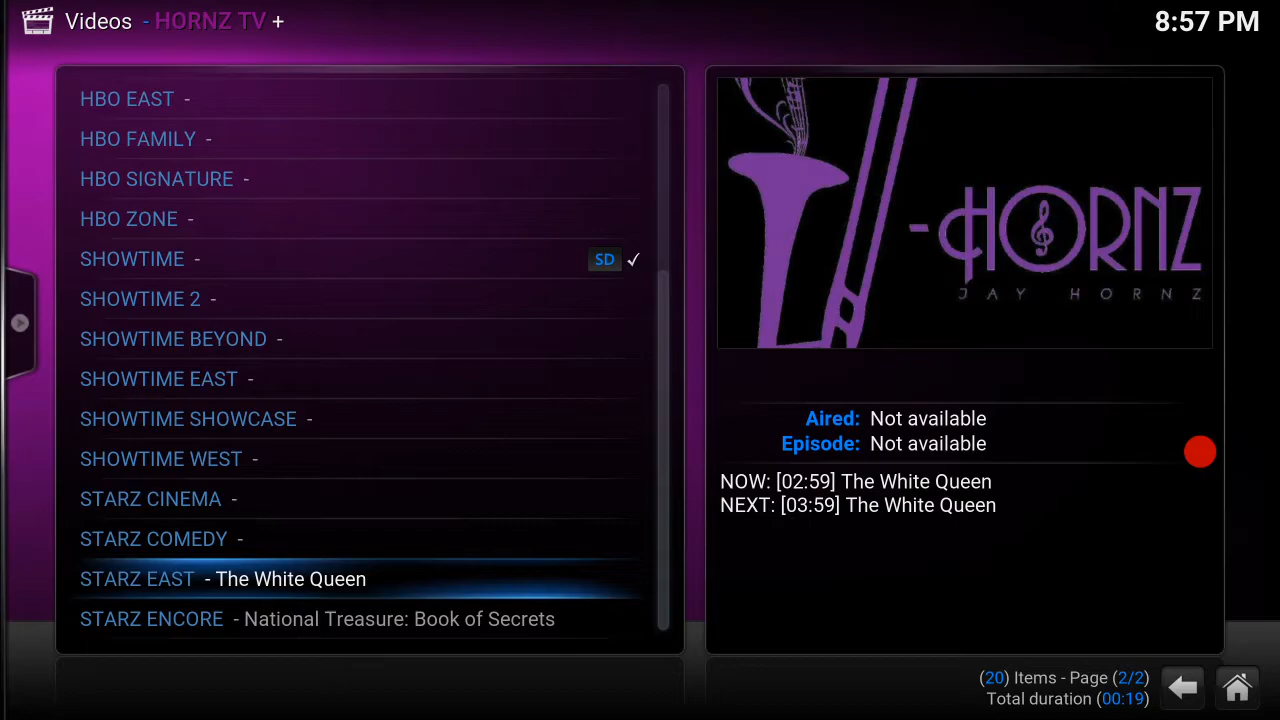 Videos - HORNZ TV +
8:57 PM
HBO EAST -
HBO FAMILY -
HBO SIGNATURE -
HBO ZONE -
SHOWTIME - SD ✓
SHOWTIME 2 -
SHOWTIME BEYOND -
SHOWTIME EAST -
SHOWTIME SHOWCASE -
SHOWTIME WEST -
STARZ CINEMA -
STARZ COMEDY -
STARZ EAST - The White Queen
STARZ ENCORE - National Treasure: Book of Secrets
-HORNZ
JAY HORNZ
Aired: Not available
Episode: Not available
NOW: [02:59] The White Queen
NEXT: [03:59] The White Queen
(20) Items - Page (2/2)
Total duration (00:19)